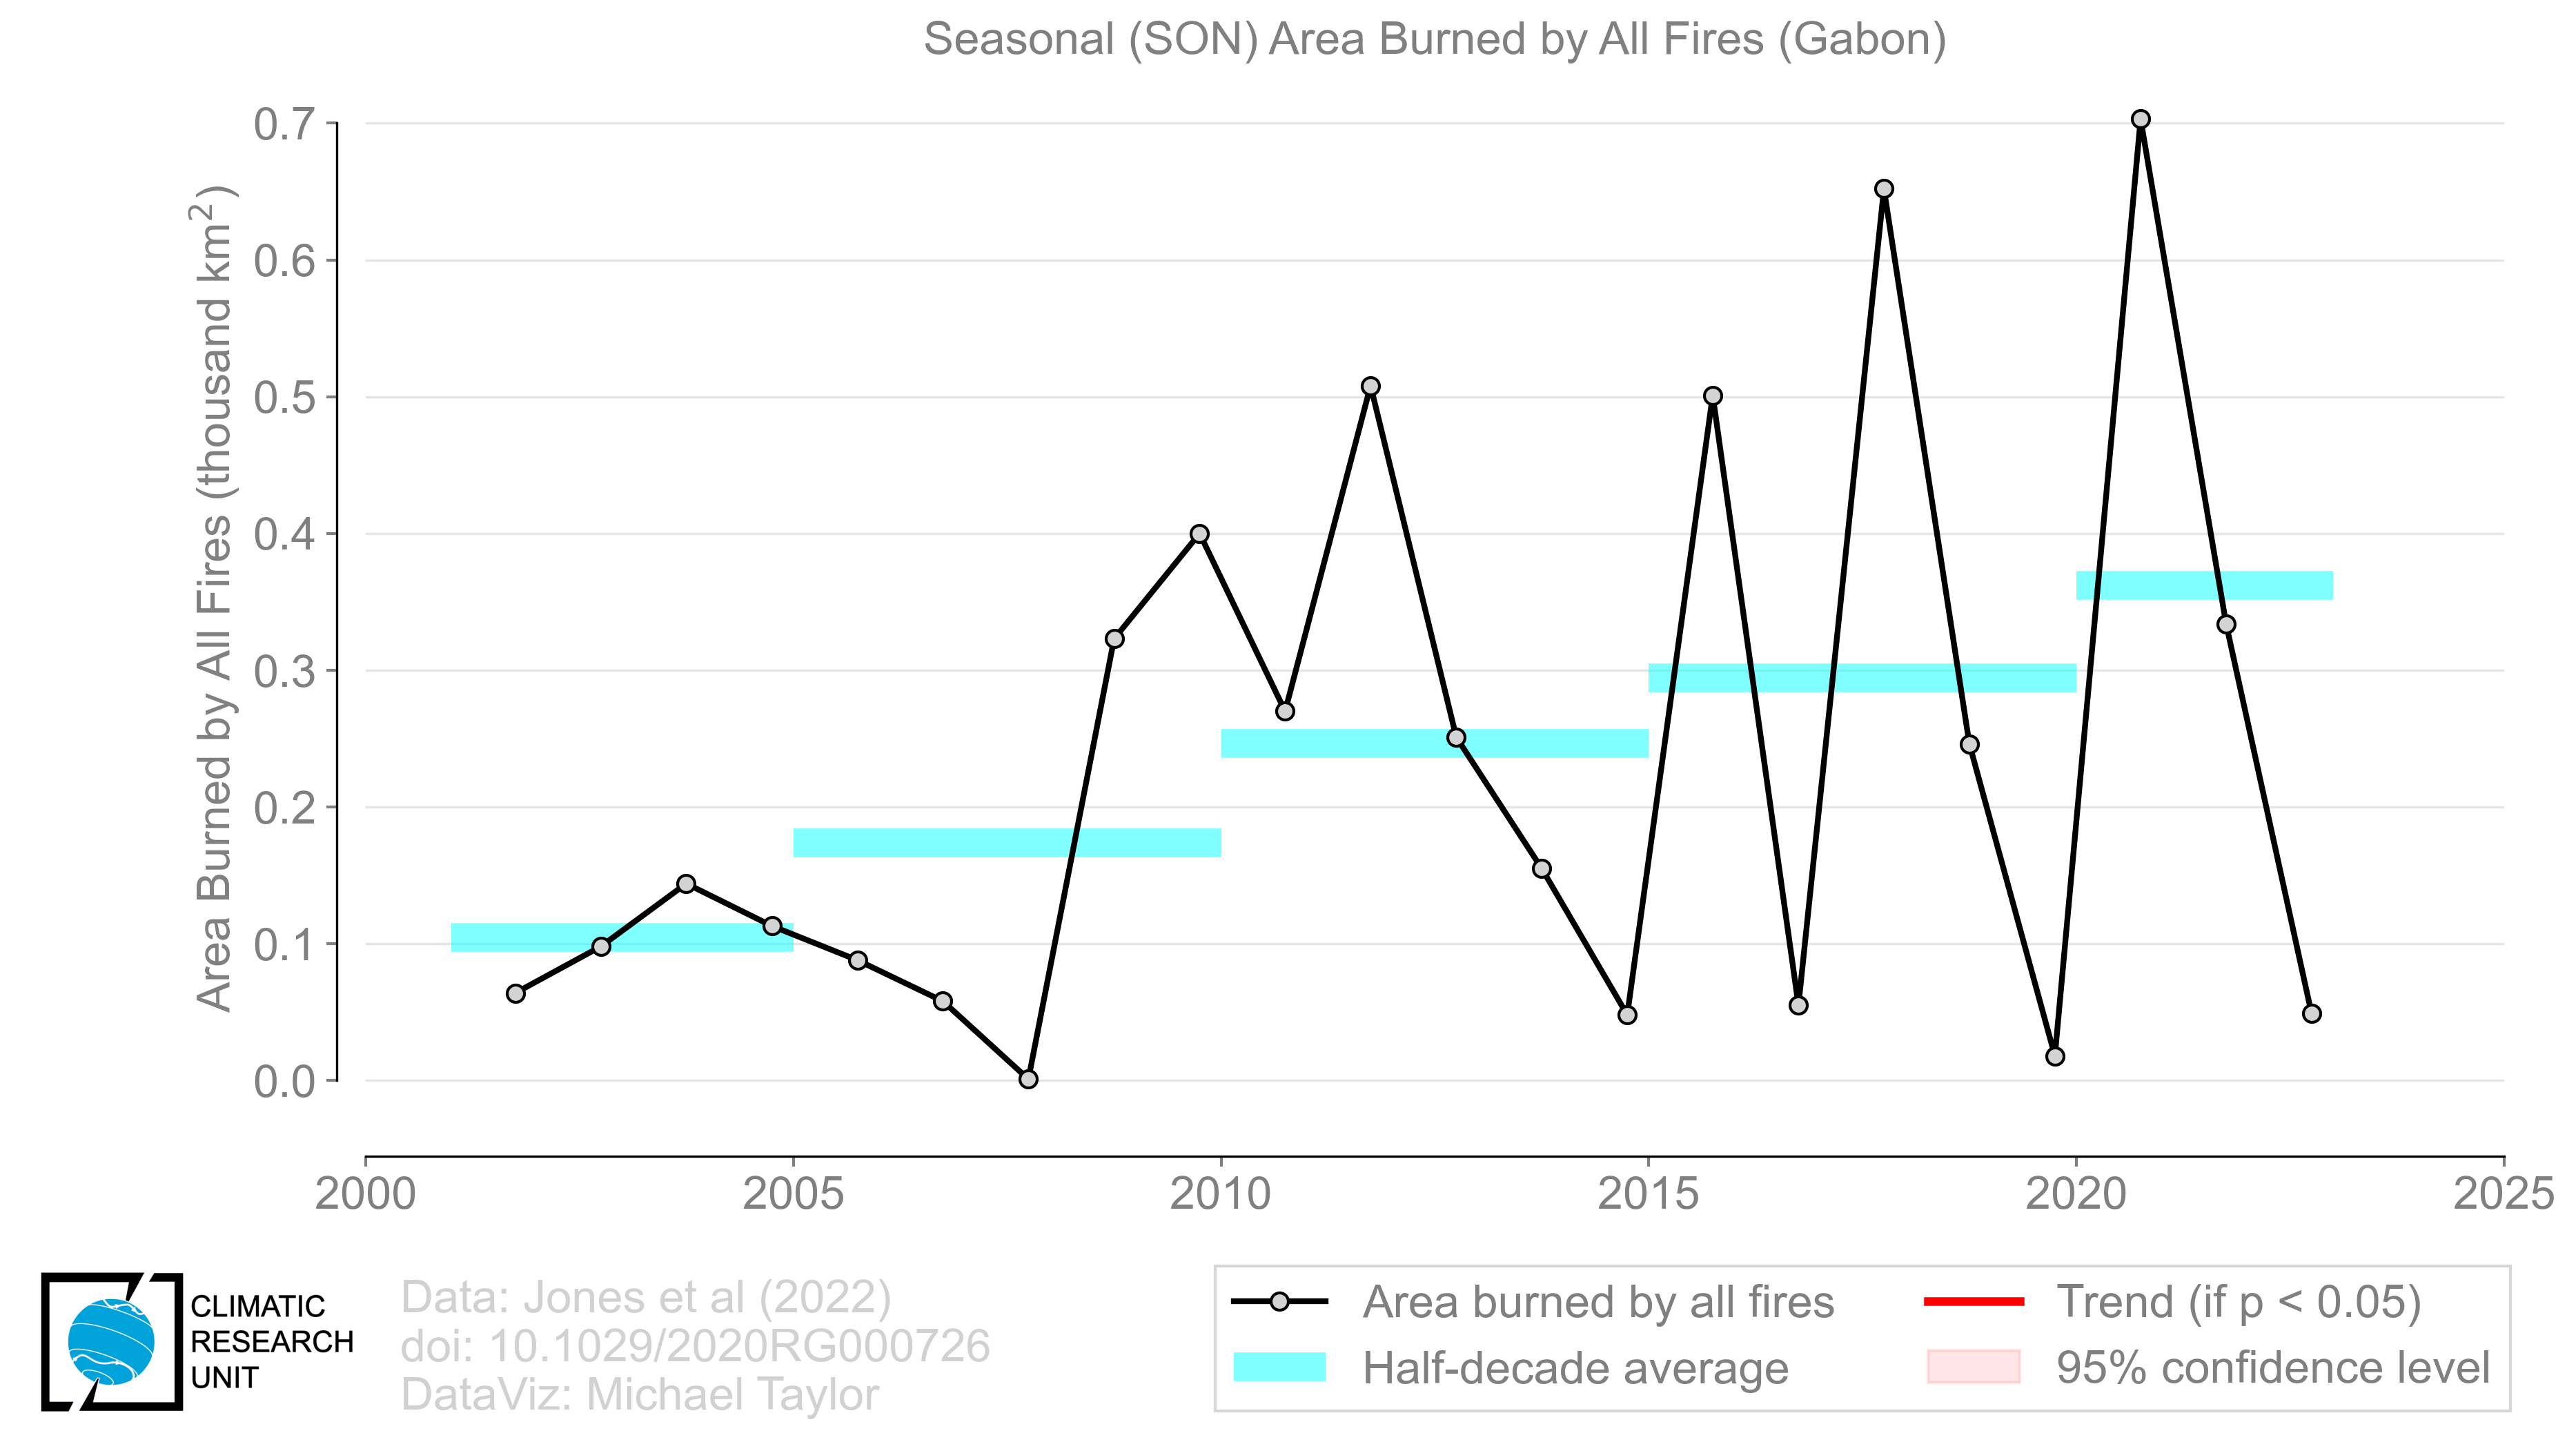 Seasonal (SON) Area Burned by All Fires (Gabon)
Area Burned by All Fires (thousand km²)
0.7
0.6
0.5
0.4
0.3
0.2
0.1
0.0
2000 2005 2010 2015 2020 2025
CLIMATIC
RESEARCH
UNIT
Data: Jones et al (2022)
doi: 10.1029/2020RG000726
DataViz: Michael Taylor
Area burned by all fires
Half-decade average
Trend (if p < 0.05)
95% confidence level